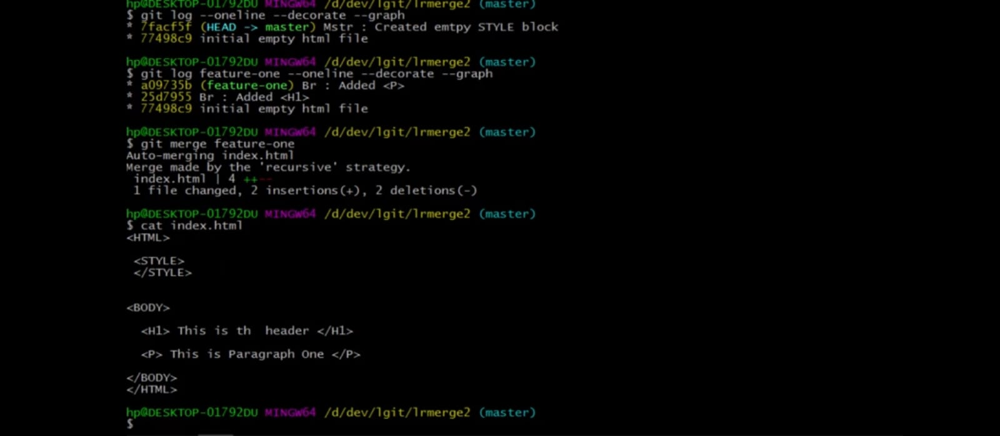 hp@DESKTOP-01792DU MINGW64 /d/dev/lgit/lrmerge2 (master)
$ git log --oneline --decorate --graph
* 7facf5f (HEAD -> master) Mstr : Created emtpy STYLE block
* 77498c9 initial empty html file
hp@DESKTOP-01792DU MINGW64 /d/dev/lgit/lrmerge2 (master)
$ git log feature-one --oneline --decorate --graph
* a09735b (feature-one) Br : Added <P>
* 25d7955 Br : Added <H1>
* 77498c9 initial empty html file
hp@DESKTOP-01792DU MINGW64 /d/dev/lgit/lrmerge2 (master)
$ git merge feature-one
Auto-merging index.html
Merge made by the 'recursive' strategy.
index.html | 4 ++--
1 file changed, 2 insertions(+), 2 deletions(-)
hp@DESKTOP-01792DU MINGW64 /d/dev/lgit/lrmerge2 (master)
$ cat index.html
<HTML>
<STYLE>
</STYLE>
<BODY>
<H1> This is th  header </H1>
<P> This is Paragraph One </P>
</BODY>
</HTML>
hp@DESKTOP-01792DU MINGW64 /d/dev/lgit/lrmerge2 (master)
$